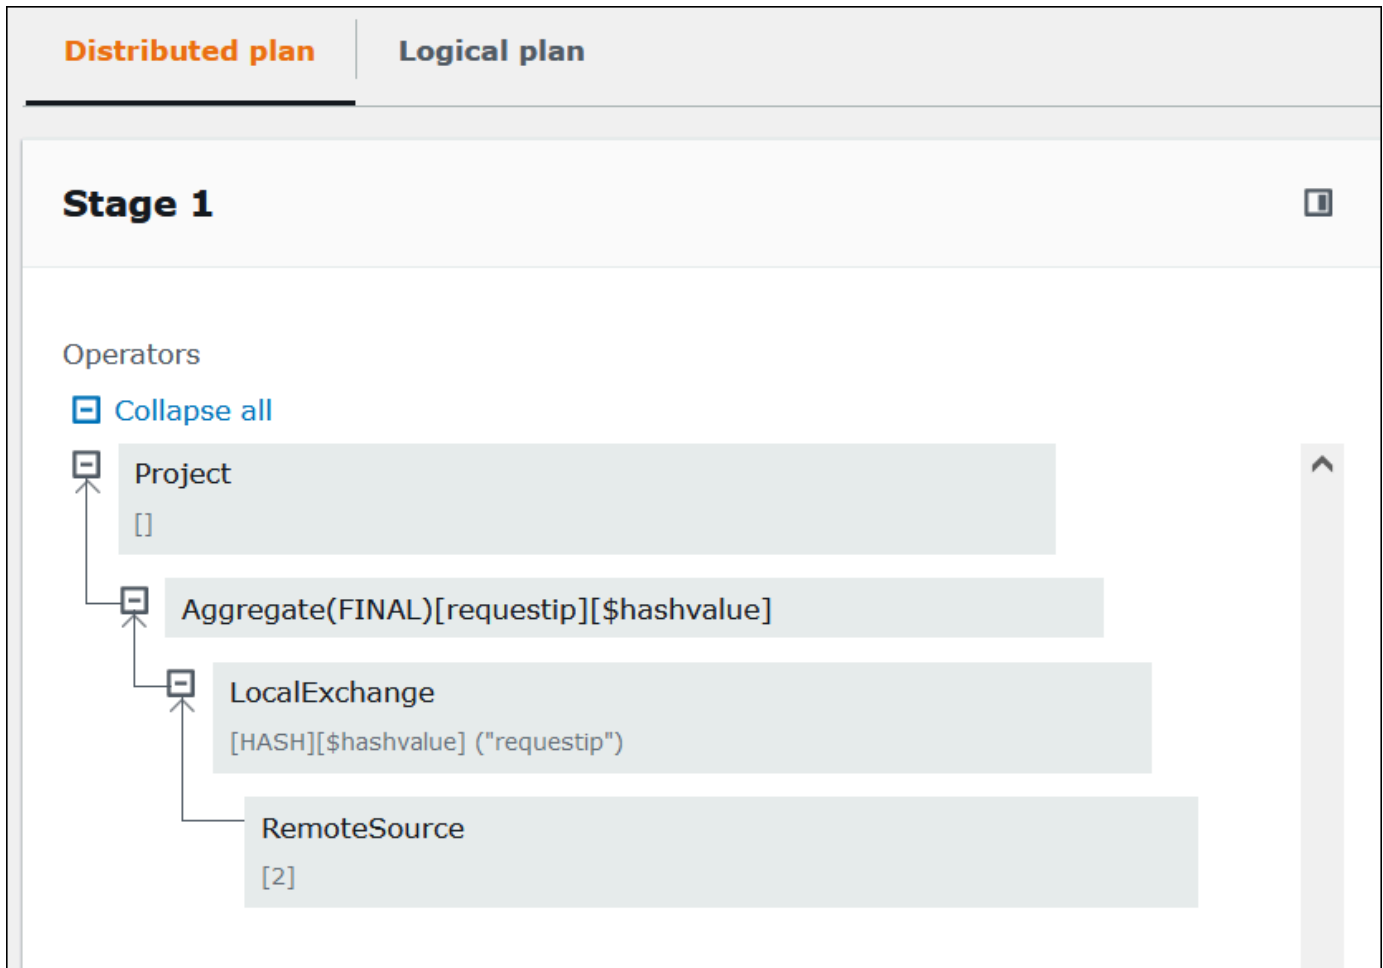 Distributed plan
Logical plan
Stage 1
Operators
Collapse all
Project
[]
Aggregate(FINAL)[requestip][$hashvalue]
LocalExchange
[HASH][$hashvalue] ("requestip")
RemoteSource
[2]